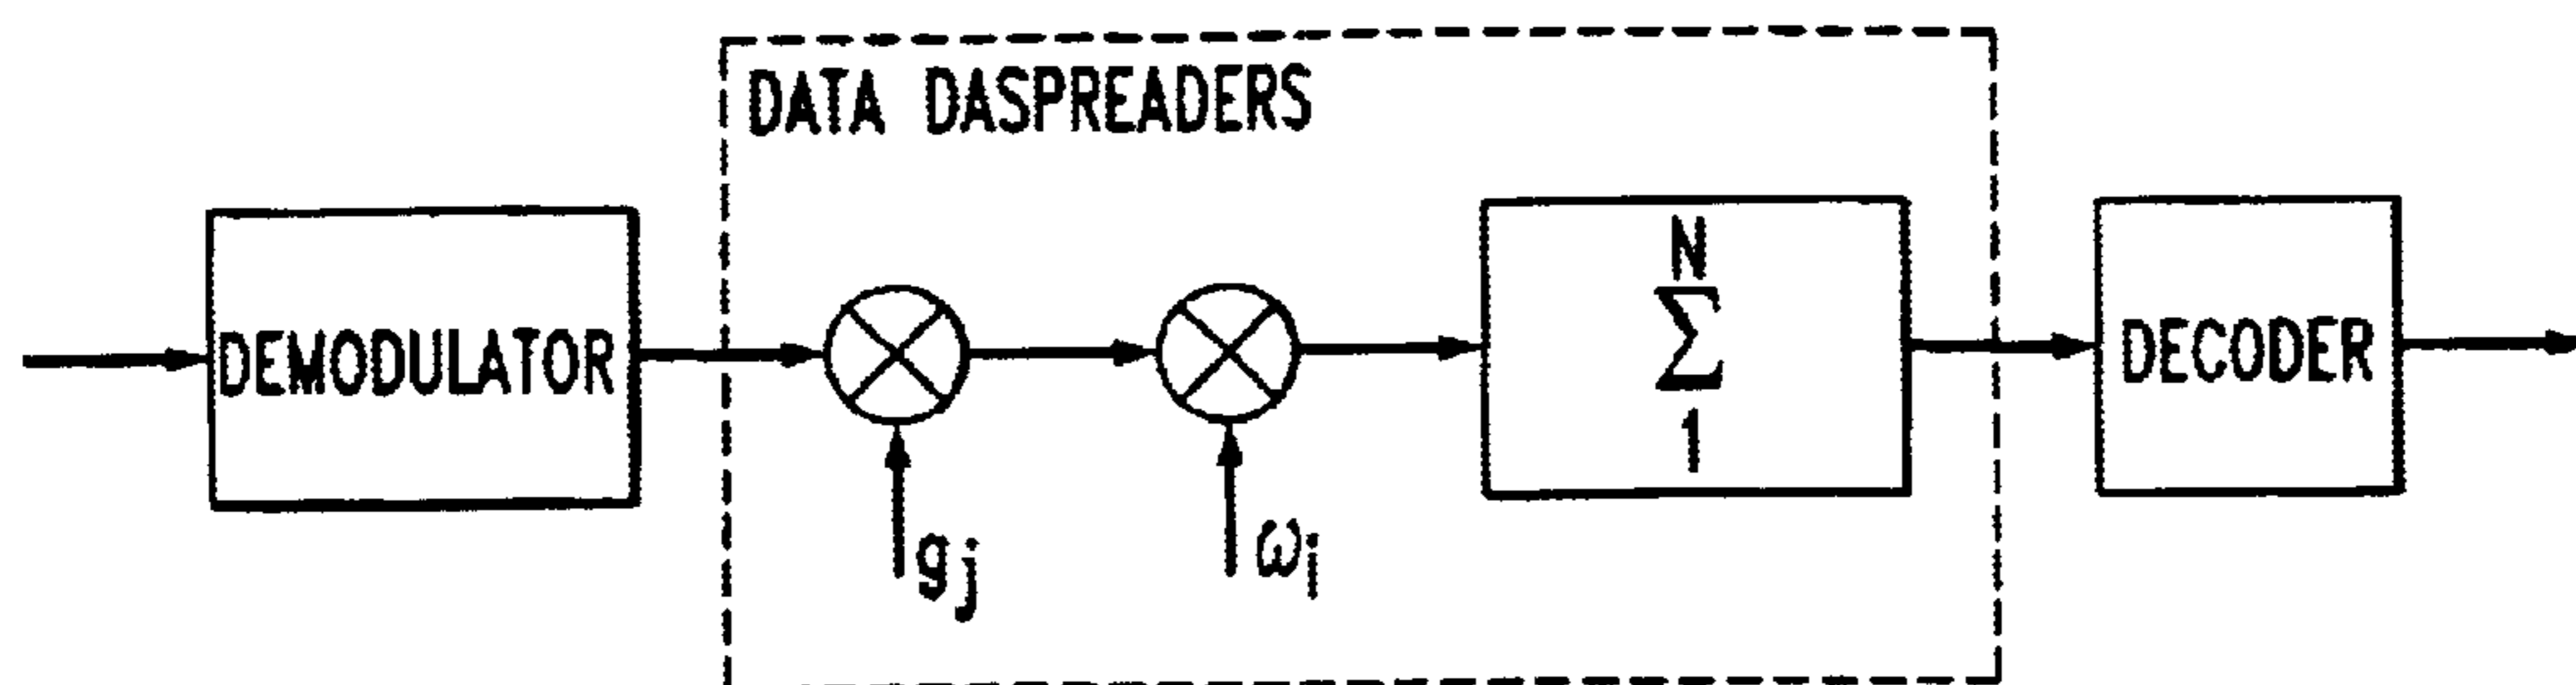 DATA DASPREADERS
DEMODULATOR
gj
ωi
N
Σ
1
DECODER